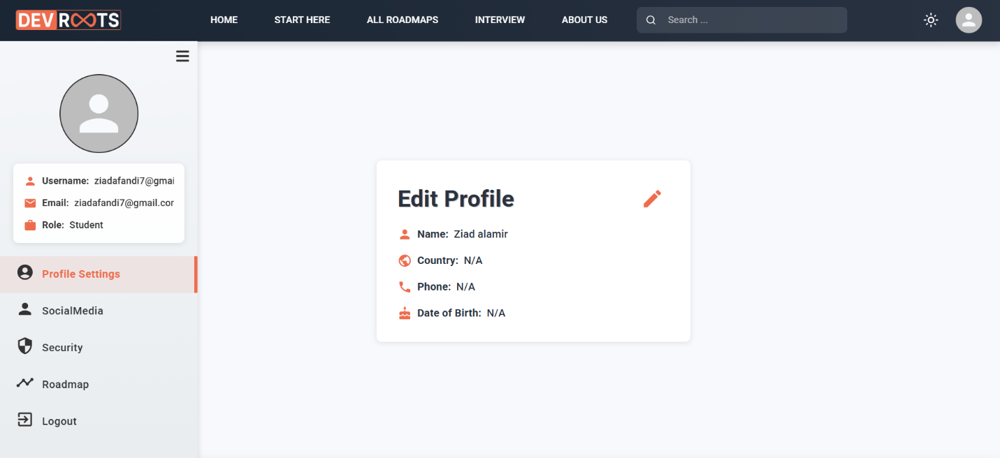 DEVROOTS
HOME
START HERE
ALL ROADMAPS
INTERVIEW
ABOUT US
Search ...
Username: ziadafandi7@gmai
Email: ziadafandi7@gmail.cor
Role: Student
Profile Settings
SocialMedia
Security
Roadmap
Logout
Edit Profile
Name: Ziad alamir
Country: N/A
Phone: N/A
Date of Birth: N/A